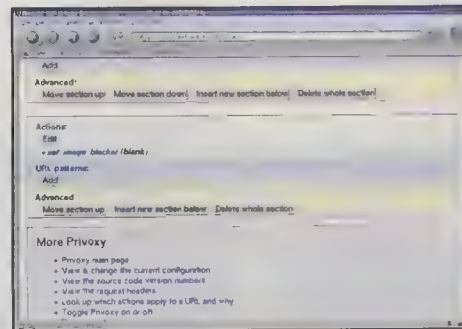 Add
Advanced:
Move section up Move section down Insert new section below Delete whole section
Actions:
Edit
+set image blocker (blank)
URL patterns:
Add
Advanced
Move section up Insert new section below Delete whole section
More Privoxy
Privoxy main page
View & change the current configuration
View the source code version numbers
View the request headers
Look up which actions apply to a URL and why
Toggle Privoxy on or off